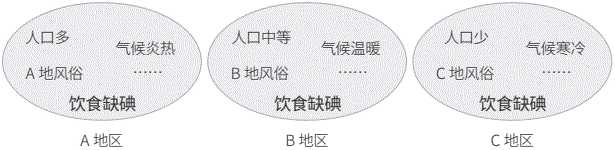 人口多
气候炎热
A 地风俗
……
饮食缺碘
A 地区
人口中等
气候温暖
B 地风俗
……
饮食缺碘
B 地区
人口少
气候寒冷
C 地风俗
……
饮食缺碘
C 地区